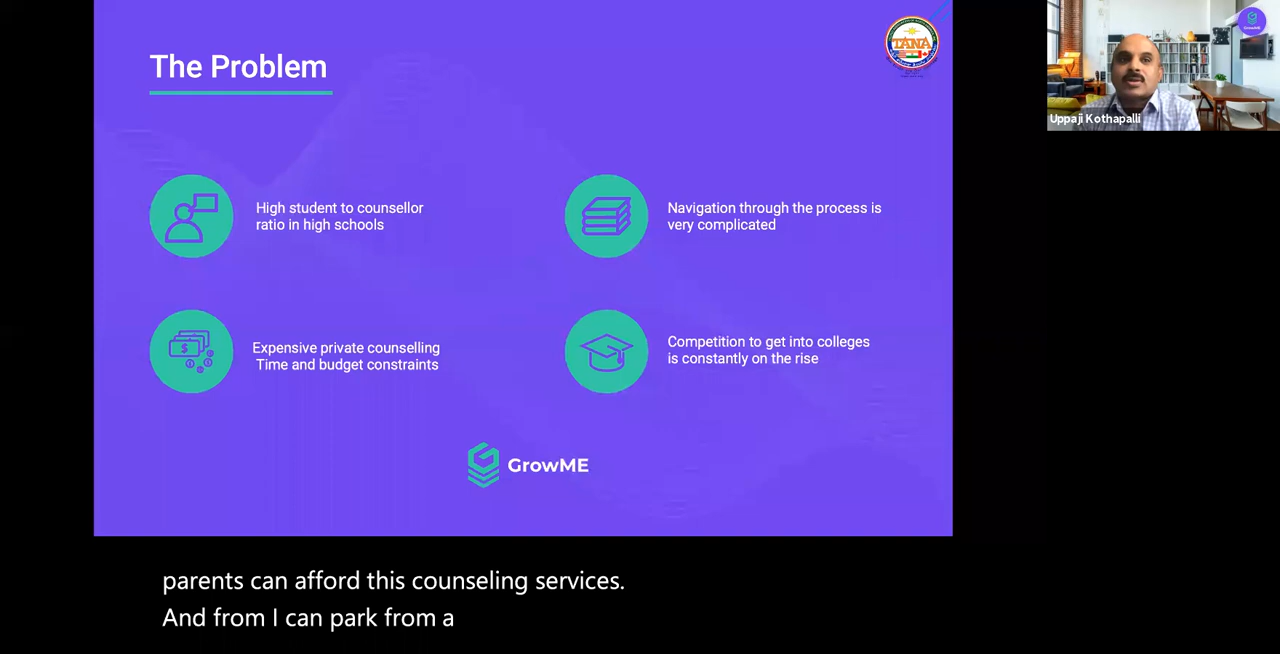 The Problem
TANA
High student to counsellor
ratio in high schools
Navigation through the process is
very complicated
$
Expensive private counselling
Time and budget constraints
Competition to get into colleges
is constantly on the rise
GrowME
Uppaji Kothapalli
parents can afford this counseling services.
And from I can park from a